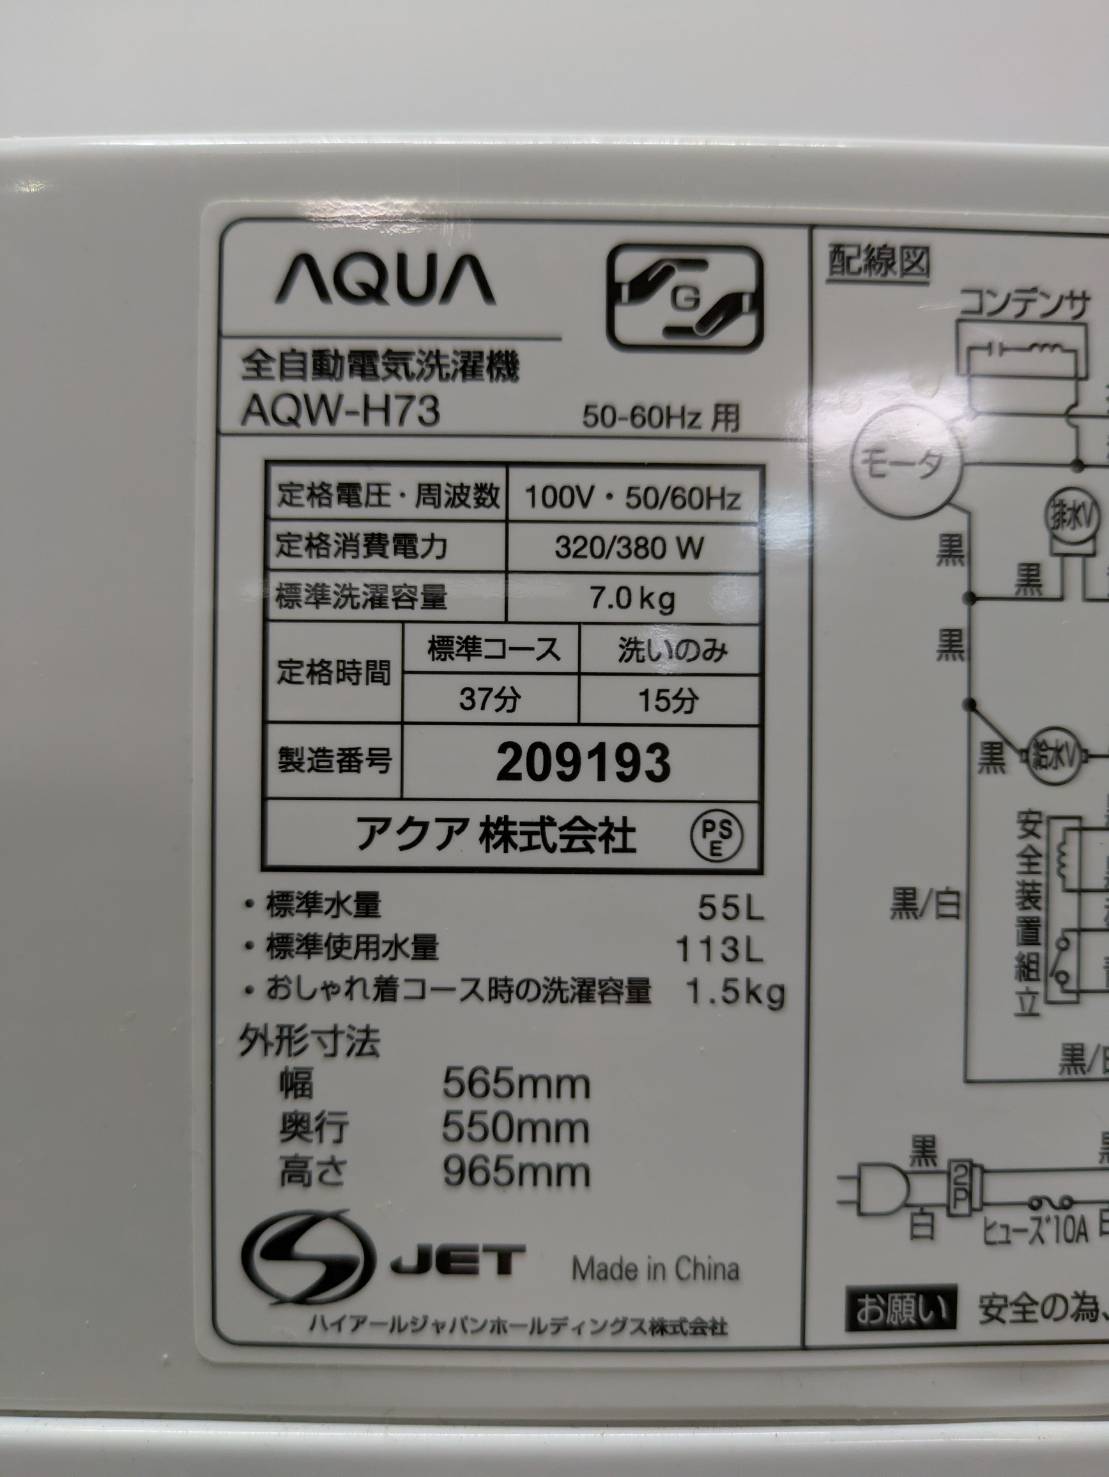 AQUA
G
全自動電気洗濯機
AQW-H73 50-60Hz 用
定格電圧・周波数 100V・50/60Hz
定格消費電力 320/380 W
標準洗濯容量 7.0kg
定格時間 標準コース 洗いのみ
37分 15分
製造番号 209193
アクア 株式会社 PSE
・標準水量 55L
・標準使用水量 113L
・おしゃれ着コース時の洗濯容量 1.5kg
外形寸法
幅 565mm
奥行 550mm
高さ 965mm
S JET Made in China
ハイアールジャパンホールディングス株式会社
配線図
コンデンサ
モータ
排水V
黒
黒
黒
黒
給水V
安全装置組立
黒/白
黒/
黒
2P
白
ヒューズ10A
お願い 安全の為、